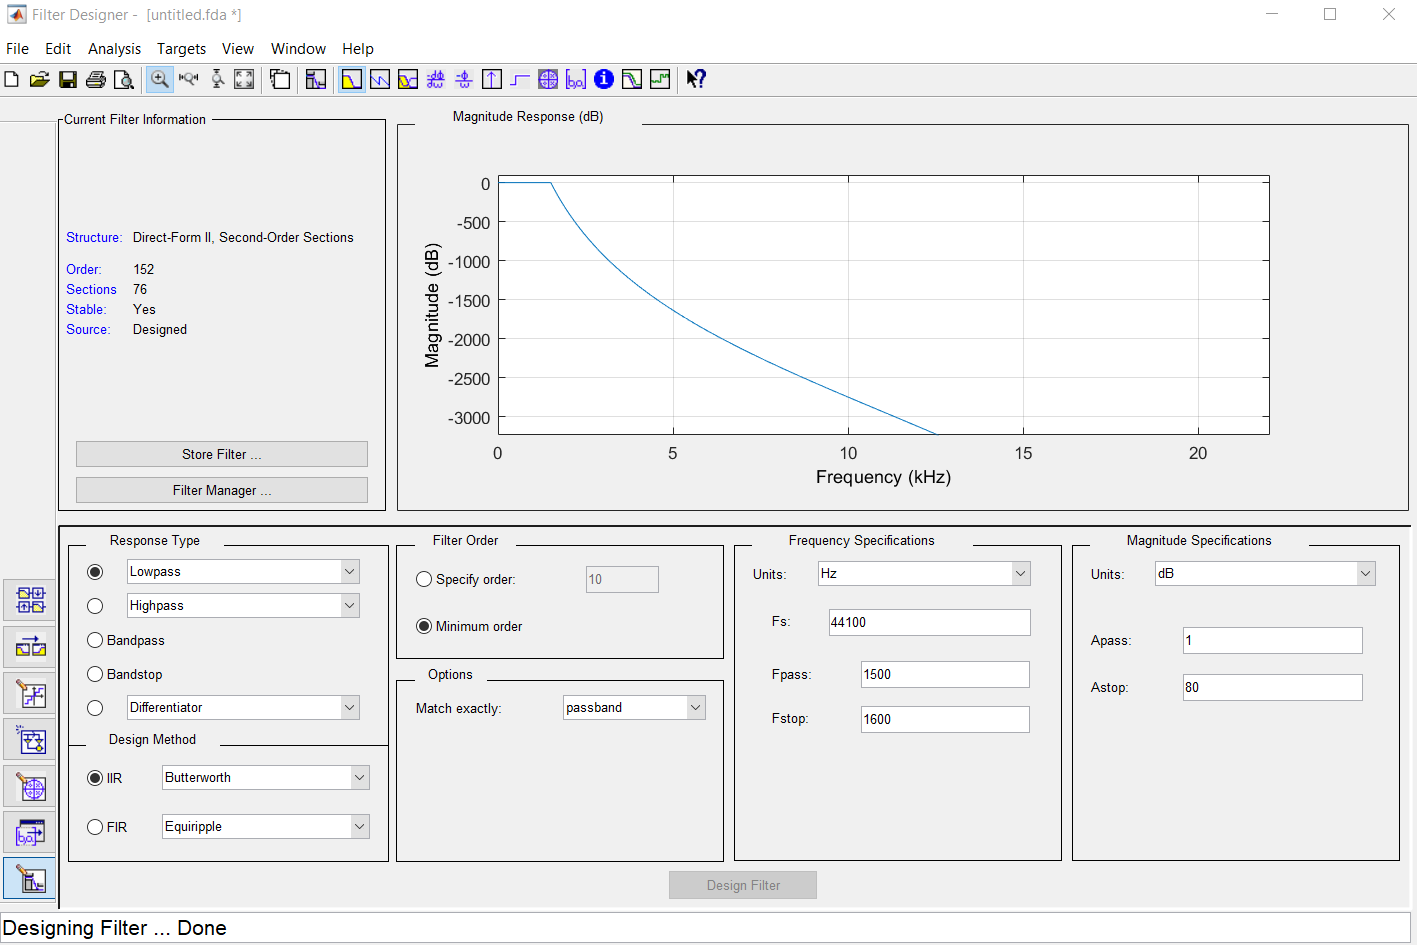 Filter Designer - [untitled.fda *]
File Edit Analysis Targets View Window Help
Current Filter Information
Structure: Direct-Form II, Second-Order Sections
Order: 152
Sections 76
Stable: Yes
Source: Designed
Store Filter ...
Filter Manager ...
Magnitude Response (dB)
0
-500
-1000
-1500
-2000
-2500
-3000
Magnitude (dB)
0 5 10 15 20
Frequency (kHz)
Response Type
Lowpass
Highpass
Bandpass
Bandstop
Differentiator
Design Method
IIR Butterworth
FIR Equiripple
Filter Order
Specify order: 10
Minimum order
Options
Match exactly: passband
Frequency Specifications
Units: Hz
Fs: 44100
Fpass: 1500
Fstop: 1600
Magnitude Specifications
Units: dB
Apass: 1
Astop: 80
Design Filter
Designing Filter ... Done